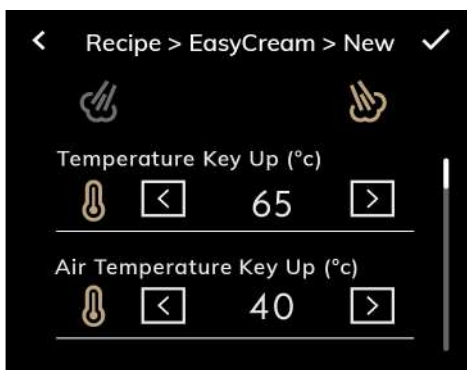 Recipe > EasyCream > New
Temperature Key Up (°c)
65
Air Temperature Key Up (°c)
40